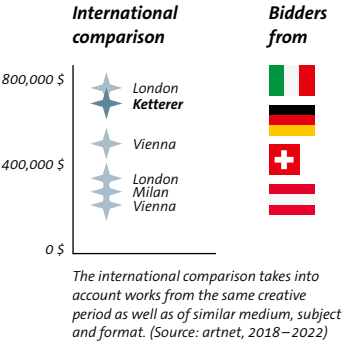 International
comparison
Bidders
from
800,000 $
London
Ketterer
Vienna
400,000 $
London
Milan
Vienna
0 $
The international comparison takes into
account works from the same creative
period as well as of similar medium, subject
and format. (Source: artnet, 2018–2022)